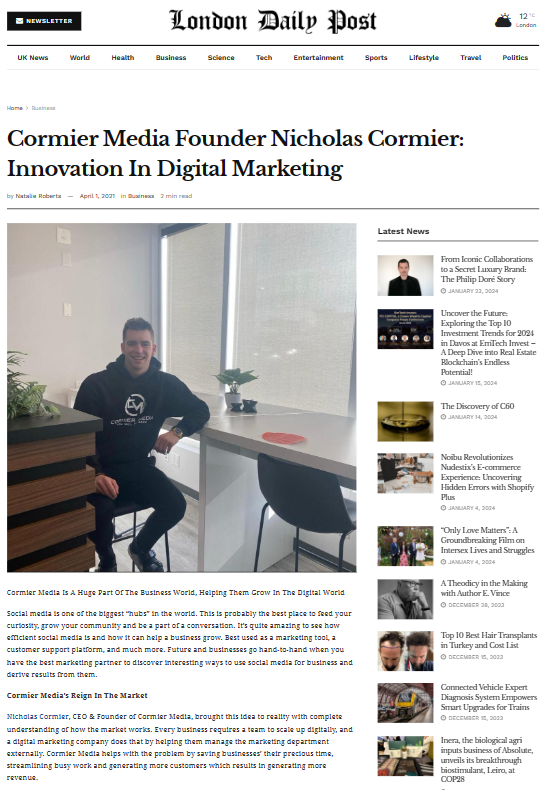 NEWSLETTER
London Daily Post
12 °C
London
UK News World Health Business Science Tech Entertainment Sports Lifestyle Travel Politics
Home > Business
Cormier Media Founder Nicholas Cormier:
Innovation In Digital Marketing
by Natalie Roberts — April 1, 2021 in Business 2 min read
CORMIER MEDIA
Cormier Media Is A Huge Part Of The Business World, Helping Them Grow In The Digital World
Social media is one of the biggest “hubs” in the world. This is probably the best place to feed your
curiosity, grow your community and be a part of a conversation. It’s quite amazing to see how
efficient social media is and how it can help a business grow. Best used as a marketing tool, a
customer support platform, and much more. Future and businesses go hand-to-hand when you
have the best marketing partner to discover interesting ways to use social media for business and
derive results from them.
Cormier Media’s Reign In The Market
Nicholas Cormier, CEO & Founder of Cormier Media, brought this idea to reality with complete
understanding of how the market works. Every business requires a team to scale up digitally, and
a digital marketing company does that by helping them manage the marketing department
externally. Cormier Media helps with the problem by saving businesses’ their precious time,
streamlining busy work and generating more customers which results in generating more
revenue.
Latest News
From Iconic Collaborations
to a Secret Luxury Brand:
The Philip Doré Story
JANUARY 23, 2024
Uncover the Future:
Exploring the Top 10
Investment Trends for 2024
in Davos at EmTech Invest –
A Deep Dive into Real Estate
Blockchain’s Endless
Potential!
JANUARY 15, 2024
The Discovery of C60
JANUARY 14, 2024
Noibu Revolutionizes
Nudestix’s E-commerce
Experience: Uncovering
Hidden Errors with Shopify
Plus
JANUARY 4, 2024
“Only Love Matters”: A
Groundbreaking Film on
Intersex Lives and Struggles
JANUARY 4, 2024
A Theodicy in the Making
with Author E. Vince
DECEMBER 28, 2023
Top 10 Best Hair Transplants
in Turkey and Cost List
DECEMBER 15, 2023
Connected Vehicle Expert
Diagnosis System Empowers
Smart Upgrades for Trains
DECEMBER 15, 2023
Inera, the biological agri
inputs business of Absolute,
unveils its breakthrough
biostimulant, Leiro, at
COP28